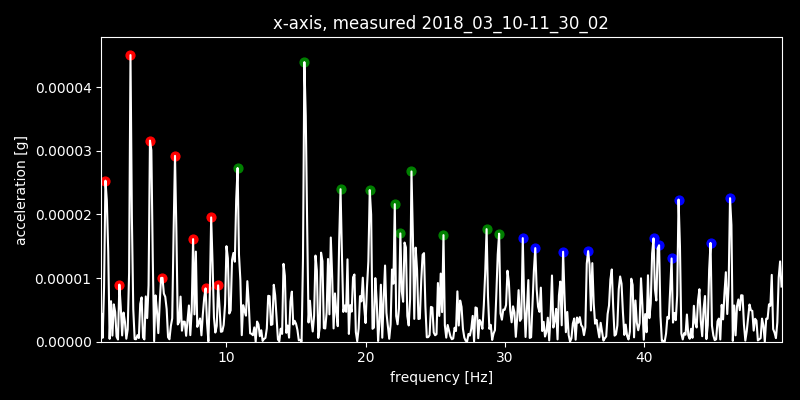 x-axis, measured 2018_03_10-11_30_02
acceleration [g]
0.00004
0.00003
0.00002
0.00001
0.00000
10 20 30 40
frequency [Hz]